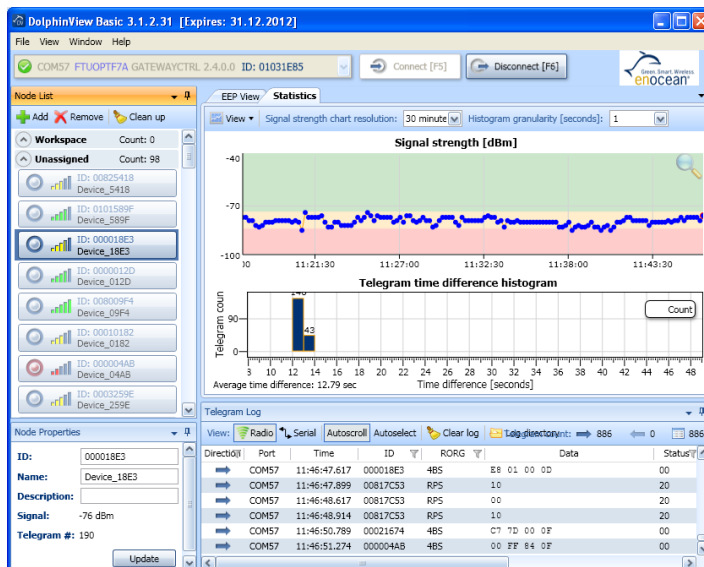 DolphinView Basic 3.1.2.31 [Expires: 31.12.2012]
File View Window Help
COM57 FTUOPTF7A GATEWAYCTRL 2.4.0.0 ID: 01031E85
Connect [F5]
Disconnect [F6]
Green. Smart. Wireless
enocean®
Node List
Add Remove Clean up
Workspace Count: 0
Unassigned Count: 98
ID: 00825418
Device_5418
ID: 0101589F
Device_589F
ID: 000018E3
Device_18E3
ID: 0000012D
Device_012D
ID: 008009F4
Device_09F4
ID: 00010182
Device_0182
ID: 000004AB
Device_04AB
ID: 0003259E
Device_259E
Node Properties
ID: 000018E3
Name: Device_18E3
Description:
Signal: -76 dBm
Telegram #: 190
Update
EEP View Statistics
View Signal strength chart resolution: 30 minute Histogram granularity [seconds]: 1
Signal strength [dBm]
-40
-70
-100
00 11:21:30 11:27:00 11:32:30 11:38:00 11:43:30
Telegram time difference histogram
Telegram coun
90
0
43
Count
8 10 12 14 16 18 20 22 24 26 28 30 32 34 36 38 40 42 44 46 48
Average time difference: 12.79 sec
Time difference [seconds]
Telegram Log
View: Radio Serial Autoscroll Autoselect Clear log Log directory 886 0 886
Direction Port Time ID RORG Data Status
COM57 11:46:47.617 000018E3 4BS E8 01 00 0D 00
COM57 11:46:47.899 00817C53 RPS 10 20
COM57 11:46:48.617 00817C53 RPS 00 20
COM57 11:46:48.914 00817C53 RPS 10 20
COM57 11:46:50.789 00021674 4BS C7 7D 00 0F 00
COM57 11:46:51.274 000004AB 4BS 00 FF 84 0F 00